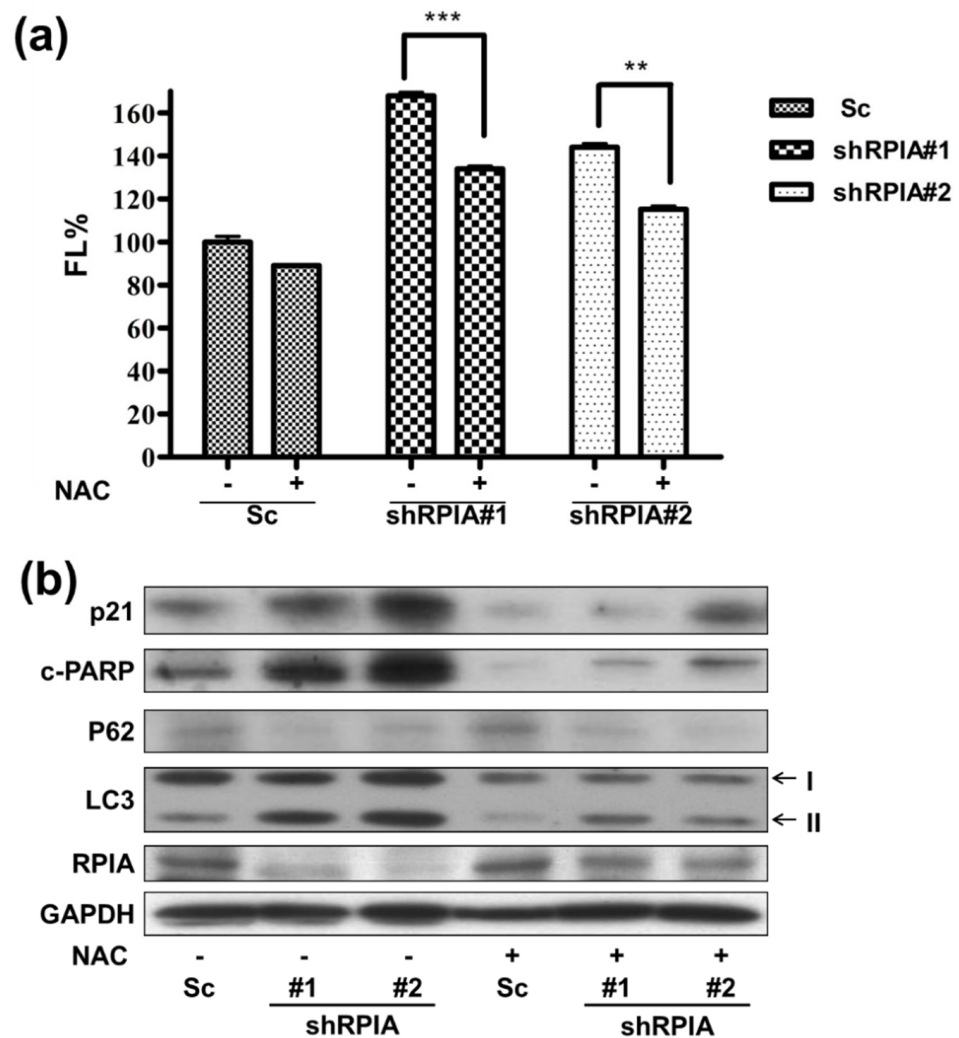 (a)
***
**
Sc
shRPIA#1
shRPIA#2
FL%
160
140
120
100
80
60
40
20
0
NAC - + - + - +
Sc shRPIA#1 shRPIA#2
(b)
p21
c-PARP
P62
LC3
← I
← II
RPIA
GAPDH
NAC - - - + + +
Sc #1 #2 Sc #1 #2
shRPIA shRPIA